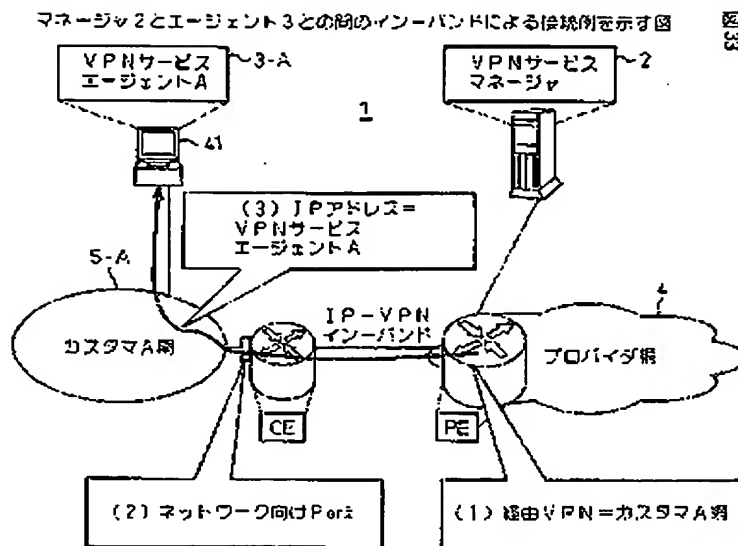 マネージャ2とエージェント3との間のインーバンドによる接続例を示す図
図33
VPNサービス
エージェントA
3-A
VPNサービス
マネージャ
2
1
41
(3) IPアドレス=
VPNサービス
エージェントA
5-A
カスタマA網
IP-VPN
インーバンド
4
プロバイダ網
CE
PE
(2) ネットワーク向けPort
(1) 経由VPN=カスタマA網